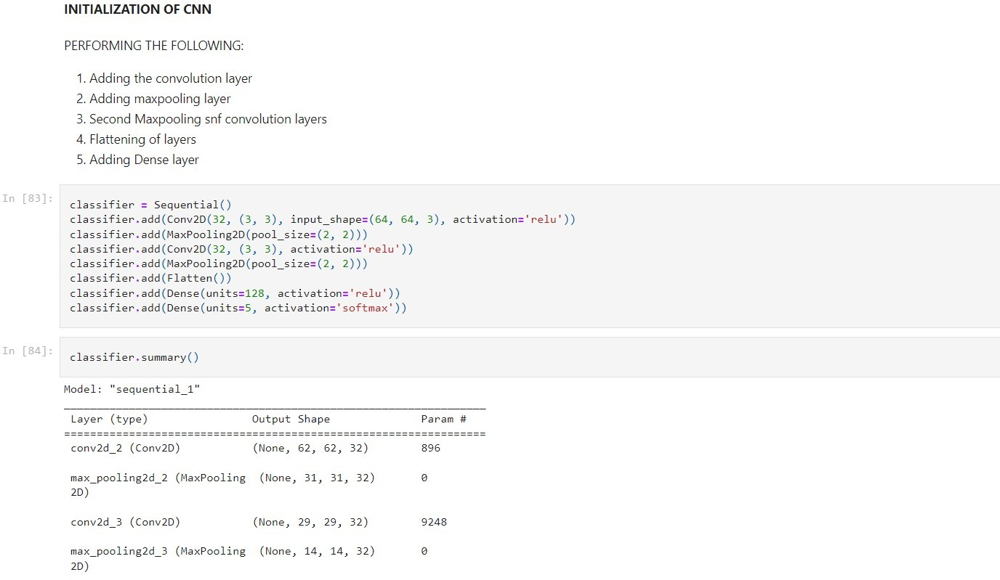 INITIALIZATION OF CNN
PERFORMING THE FOLLOWING:
1. Adding the convolution layer
2. Adding maxpooling layer
3. Second Maxpooling snf convolution layers
4. Flattening of layers
5. Adding Dense layer
In [83]:
classifier = Sequential()
classifier.add(Conv2D(32, (3, 3), input_shape=(64, 64, 3), activation='relu'))
classifier.add(MaxPooling2D(pool_size=(2, 2)))
classifier.add(Conv2D(32, (3, 3), activation='relu'))
classifier.add(MaxPooling2D(pool_size=(2, 2)))
classifier.add(Flatten())
classifier.add(Dense(units=128, activation='relu'))
classifier.add(Dense(units=5, activation='softmax'))
In [84]:
classifier.summary()
Model: "sequential_1"
_________________________________________________________________
Layer (type) Output Shape Param #
=================================================================
conv2d_2 (Conv2D) (None, 62, 62, 32) 896
max_pooling2d_2 (MaxPooling (None, 31, 31, 32) 0
2D)
conv2d_3 (Conv2D) (None, 29, 29, 32) 9248
max_pooling2d_3 (MaxPooling (None, 14, 14, 32) 0
2D)